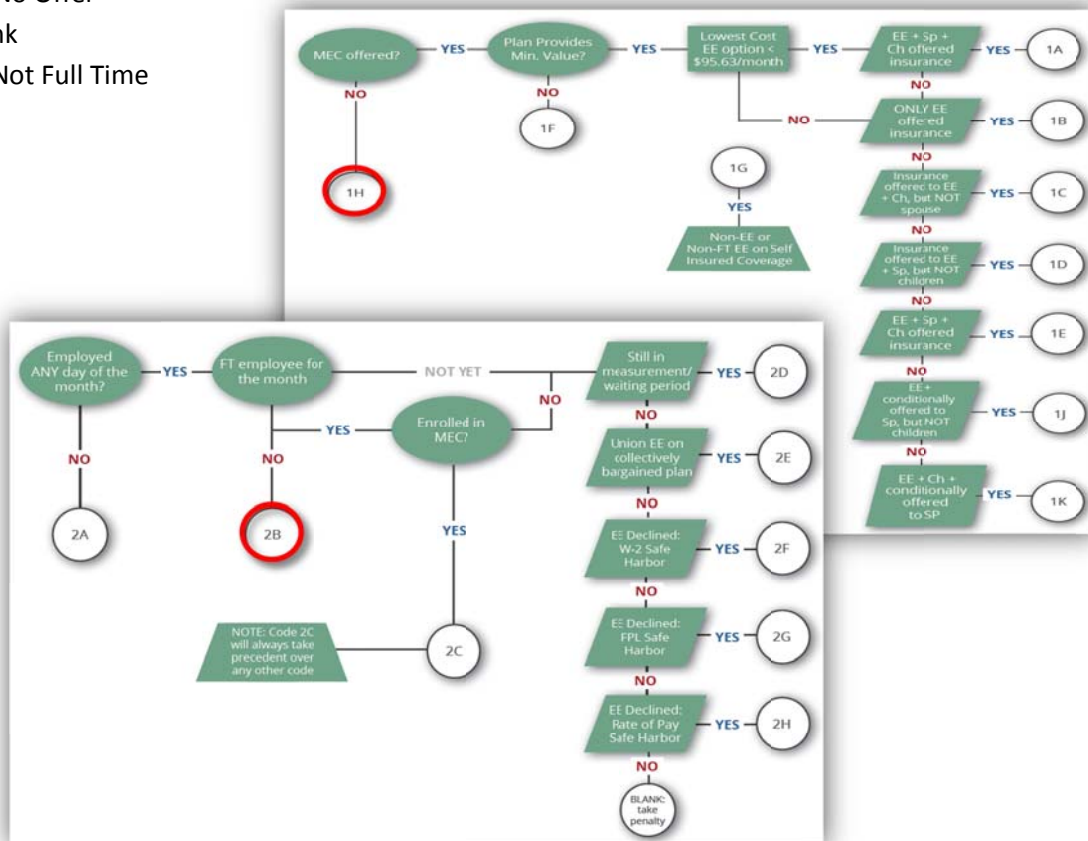 No Offer
Not Full Time
MEC offered?
YES
Plan Provides
Min. Value?
YES
Lowest Cost
EE option <
$95.63/month
YES
EE + Sp +
Ch offered
insurance
YES
1A
NO
NO
NO
NO
1F
ONLY EE
offered
insurance
YES
1B
NO
1H
1G
YES
Non-EE or
Non-FT EE on Self
Insured Coverage
Insurance
offered to EE
+ Ch, but NOT
spouse
YES
1C
NO
Insurance
offered to EE
+ Sp, but NOT
children
YES
1D
NO
EE + Sp +
Ch offered
insurance
YES
1E
NO
EE +
conditionally
offered to
Sp, but NOT
children
YES
1J
NO
EE + Ch +
conditionally
offered
to SP
YES
1K
Employed
ANY day of the
month?
YES
FT employee for
the month
NOT YET
NO
Still in
measurement/
waiting period
YES
2D
NO
NO
YES
Enrolled in
MEC?
NO
Union EE on
collectively
bargained plan
YES
2E
2A
2B
YES
NO
EE Declined:
W-2 Safe
Harbor
YES
2F
NO
NOTE: Code 2C
will always take
precedent over
any other code
2C
EE Declined:
FPL Safe
Harbor
YES
2G
NO
EE Declined:
Rate of Pay
Safe Harbor
YES
2H
NO
BLANK:
take
penalty